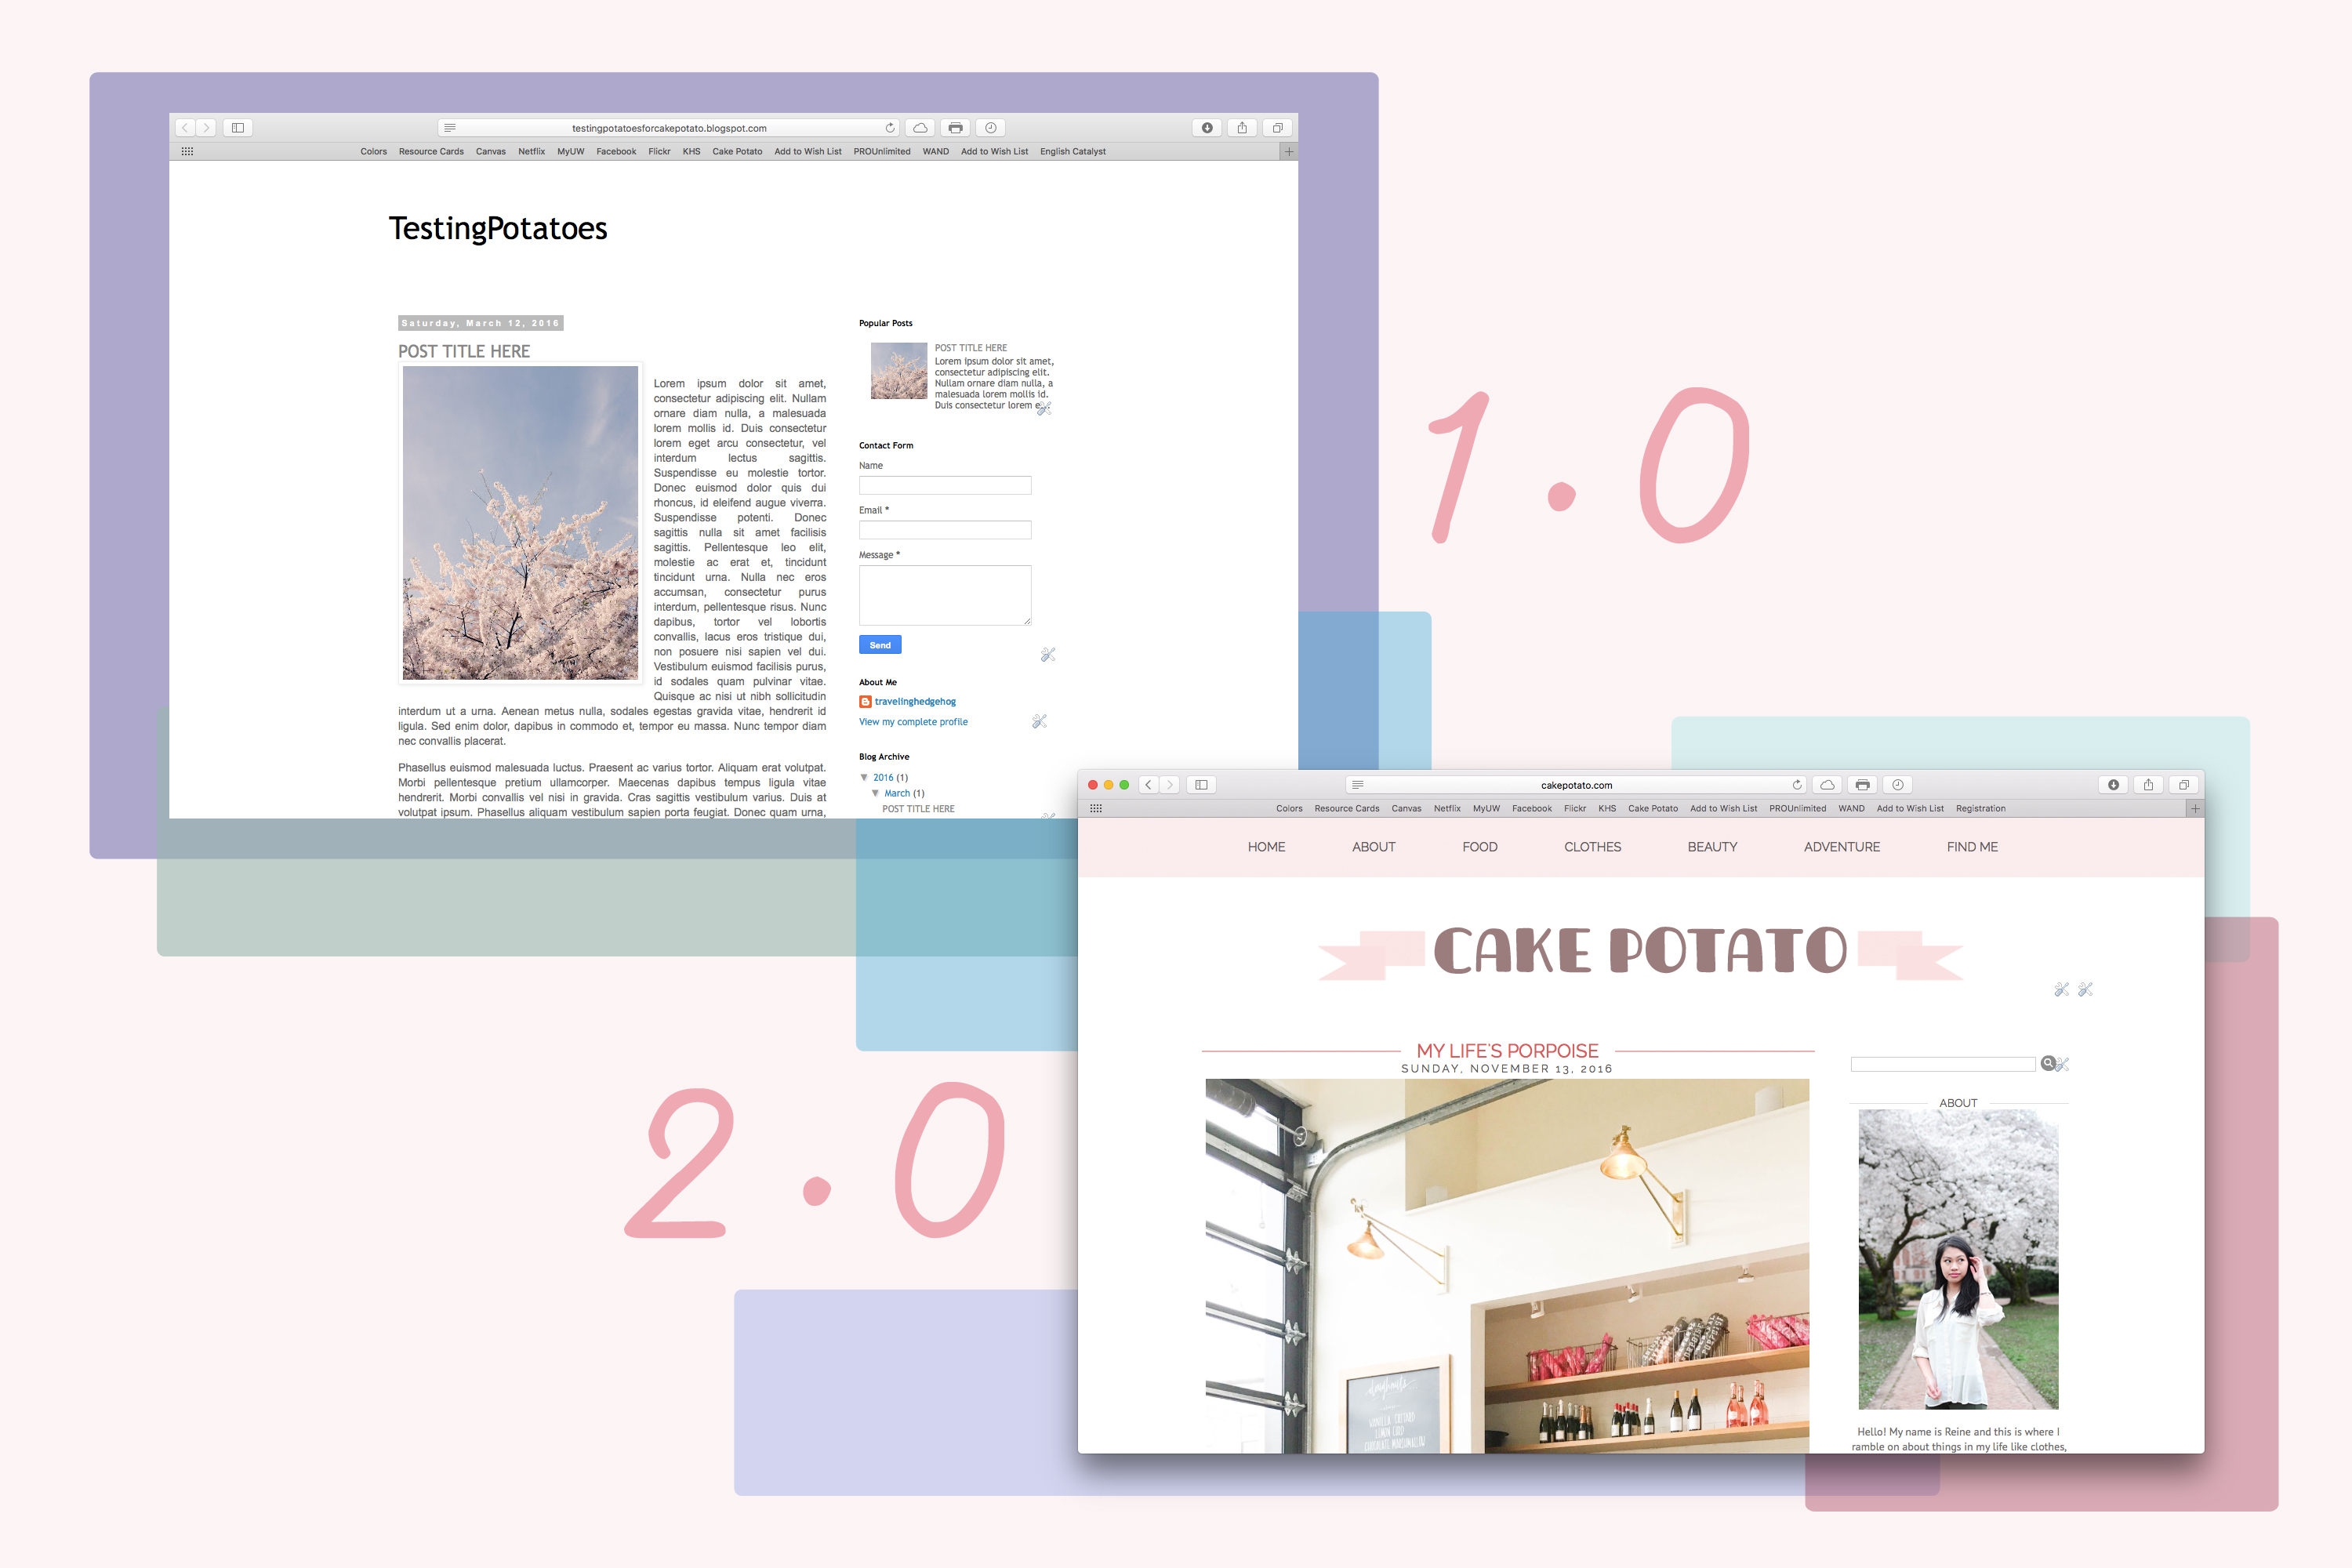 testingpotatoesforcakepotato.blogspot.com
Colors Resource Cards Canvas Netflix MyUW Facebook Flickr KHS Cake Potato Add to Wish List PROUnlimited WAND Add to Wish List English Catalyst
TestingPotatoes
Saturday, March 12, 2016
POST TITLE HERE
Lorem ipsum dolor sit amet,
consectetur adipiscing elit. Nullam
ornare diam nulla, a malesuada
lorem mollis id. Duis consectetur
lorem eget arcu consectetur, vel
interdum lectus sagittis.
Suspendisse eu molestie tortor.
Donec euismod dolor quis dui
rhoncus, id eleifend augue viverra.
Suspendisse potenti. Donec
sagittis nulla sit amet facilisis
sagittis. Pellentesque leo elit,
molestie ac erat et, tincidunt
tincidunt urna. Nulla nec eros
accumsan, consectetur purus
interdum, pellentesque risus. Nunc
dapibus, tortor vel lobortis
convallis, lacus eros tristique dui,
non posuere nisi sapien vel dui.
Vestibulum euismod facilisis purus,
id sodales quam pulvinar vitae.
Quisque ac nisi ut nibh sollicitudin
interdum ut a urna. Aenean metus nulla, sodales egestas gravida vitae, hendrerit id
ligula. Sed enim dolor, dapibus in commodo et, tempor eu massa. Nunc tempor diam
nec convallis placerat.
Phasellus euismod malesuada luctus. Praesent ac varius tortor. Aliquam erat volutpat.
Morbi pellentesque pretium ullamcorper. Maecenas dapibus tempus ligula vitae
hendrerit. Morbi convallis vel nisi in gravida. Cras sagittis vestibulum varius. Duis at
volutpat ipsum. Phasellus aliquam vestibulum sapien porta feugiat. Donec quam urna,
Popular Posts
POST TITLE HERE
Lorem ipsum dolor sit amet,
consectetur adipiscing elit.
Nullam ornare diam nulla, a
malesuada lorem mollis id.
Duis consectetur lorem e...
Contact Form
Name
Email *
Message *
Send
About Me
travelinghedgehog
View my complete profile
Blog Archive
▼ 2016 (1)
▼ March (1)
POST TITLE HERE
1.0
2.0
cakepotato.com
Colors Resource Cards Canvas Netflix MyUW Facebook Flickr KHS Cake Potato Add to Wish List PROUnlimited WAND Add to Wish List Registration
HOME ABOUT FOOD CLOTHES BEAUTY ADVENTURE FIND ME
CAKE POTATO
MY LIFE'S PORPOISE
SUNDAY, NOVEMBER 13, 2016
doughnuts
VANILLA CUSTARD
LEMON CURD
CHOCOLATE MARSHMALLOW
ABOUT
Hello! My name is Reine and this is where I
ramble on about things in my life like clothes,